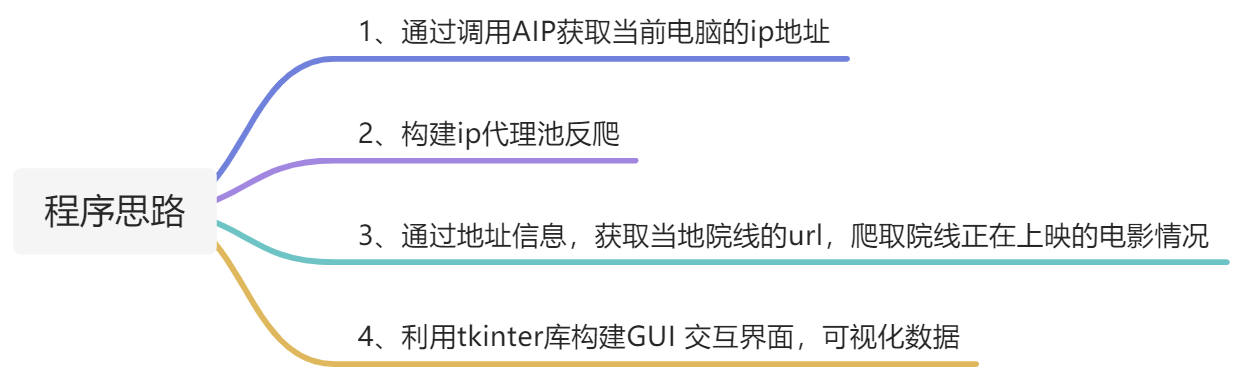 程序思路
1、通过调用AIP获取当前电脑的ip地址
2、构建ip代理池反爬
3、通过地址信息，获取当地院线的url，爬取院线正在上映的电影情况
4、利用tkinter库构建GUI 交互界面，可视化数据